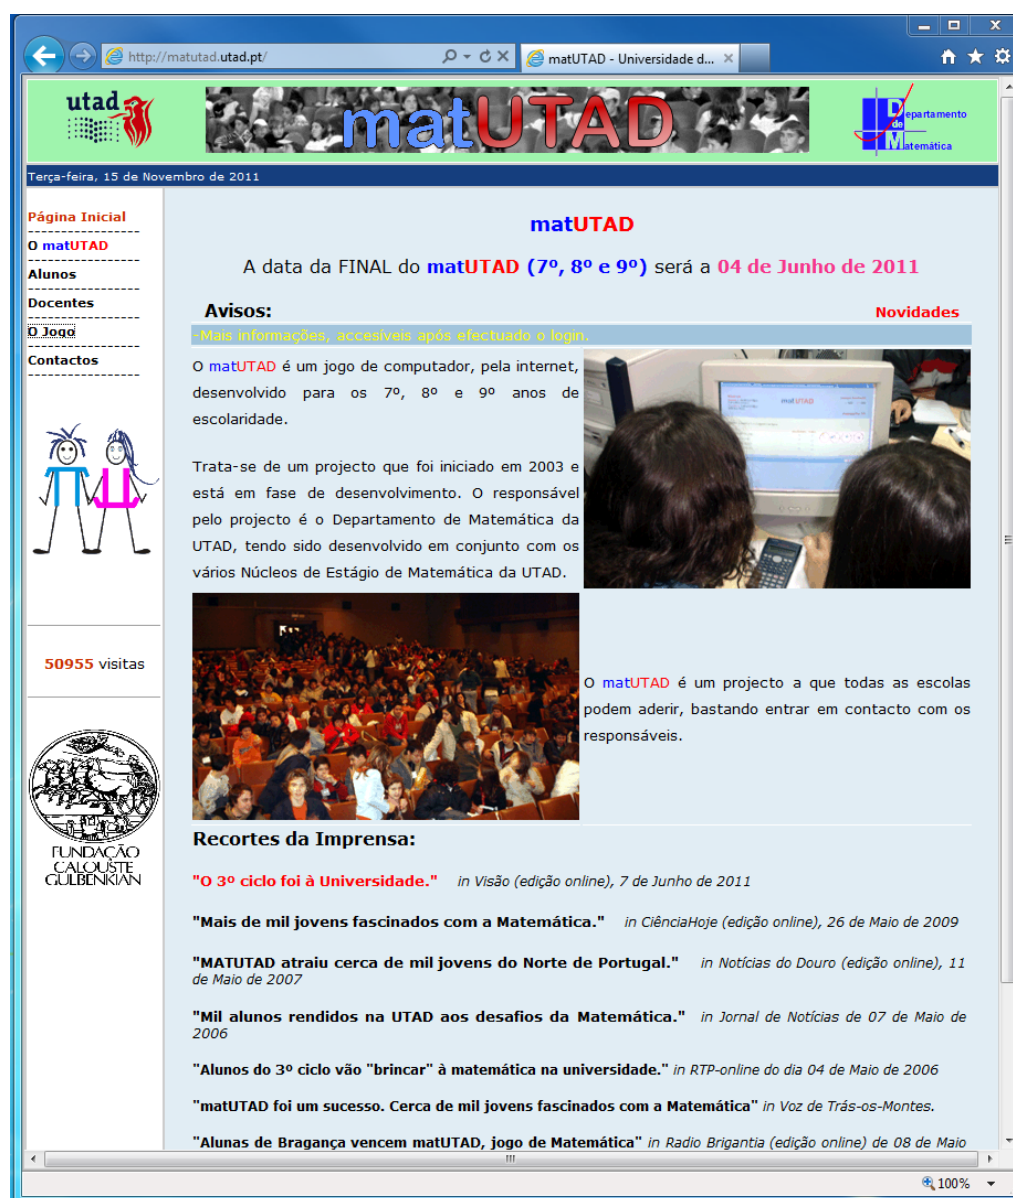 http://matutad.utad.pt/
matUTAD - Universidade d...
utad
matUTAD
Departamento
de
Matemática
Terça-feira, 15 de Novembro de 2011
Página Inicial
O matUTAD
Alunos
Docentes
O Jogo
Contactos
50955 visitas
FUNDAÇÃO
CALOUSTE
GULBENKIAN
matUTAD
A data da FINAL do matUTAD (7º, 8º e 9º) será a 04 de Junho de 2011
Avisos:
Novidades
-Mais informações, accesíveis após efectuado o login.
O matUTAD é um jogo de computador, pela internet,
desenvolvido para os 7º, 8º e 9º anos de
escolaridade.
Trata-se de um projecto que foi iniciado em 2003 e
está em fase de desenvolvimento. O responsável
pelo projecto é o Departamento de Matemática da
UTAD, tendo sido desenvolvido em conjunto com os
vários Núcleos de Estágio de Matemática da UTAD.
mat UTAD
O matUTAD é um projecto a que todas as escolas
podem aderir, bastando entrar em contacto com os
responsáveis.
Recortes da Imprensa:
"O 3º ciclo foi à Universidade." in Visão (edição online), 7 de Junho de 2011
"Mais de mil jovens fascinados com a Matemática." in CiênciaHoje (edição online), 26 de Maio de 2009
"MATUTAD atraiu cerca de mil jovens do Norte de Portugal." in Notícias do Douro (edição online), 11
de Maio de 2007
"Mil alunos rendidos na UTAD aos desafios da Matemática." in Jornal de Notícias de 07 de Maio de
2006
"Alunos do 3º ciclo vão "brincar" à matemática na universidade." in RTP-online do dia 04 de Maio de 2006
"matUTAD foi um sucesso. Cerca de mil jovens fascinados com a Matemática" in Voz de Trás-os-Montes.
"Alunas de Bragança vencem matUTAD, jogo de Matemática" in Radio Brigantia (edição online) de 08 de Maio
100%